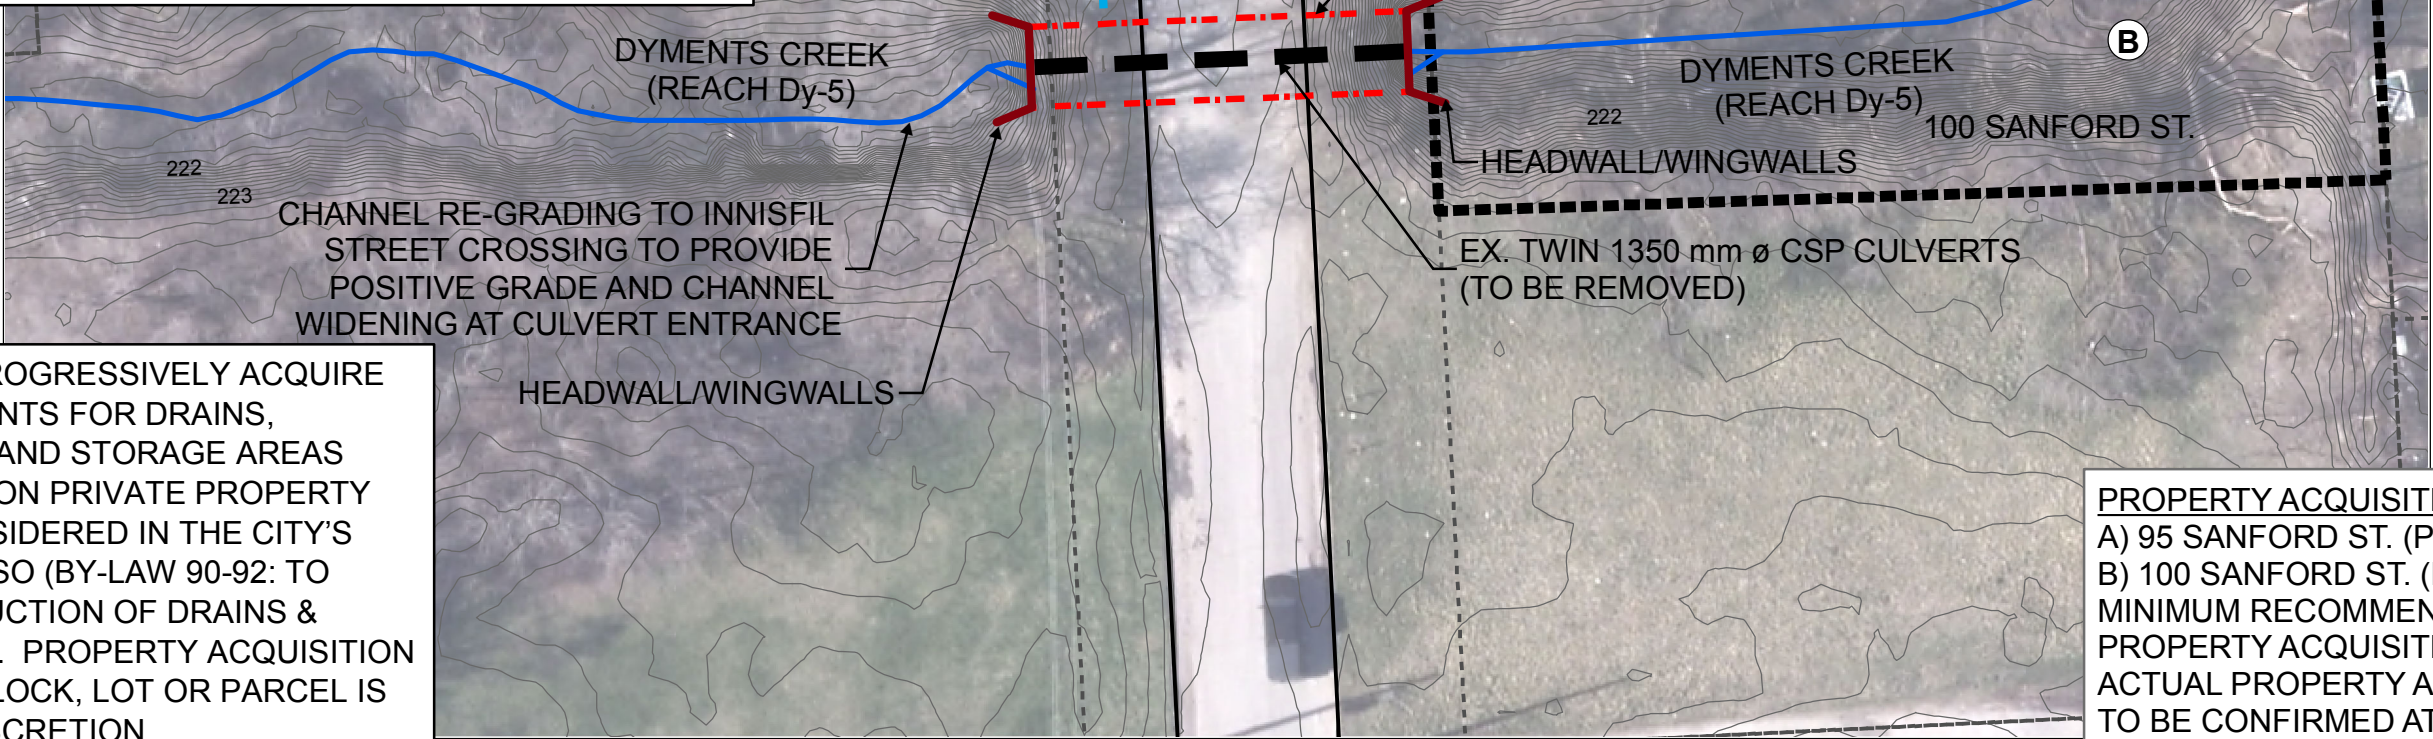 DYMENTS CREEK
(REACH Dy-5)
B
DYMENTS CREEK
(REACH Dy-5)
222
100 SANFORD ST.
HEADWALL/WINGWALLS
222
223
CHANNEL RE-GRADING TO INNISFIL
STREET CROSSING TO PROVIDE
POSITIVE GRADE AND CHANNEL
WIDENING AT CULVERT ENTRANCE
EX. TWIN 1350 mm ø CSP CULVERTS
(TO BE REMOVED)
HEADWALL/WINGWALLS
ROGRESSIVELY ACQUIRE
NTS FOR DRAINS,
AND STORAGE AREAS
ON PRIVATE PROPERTY
SIDERED IN THE CITY'S
SO (BY-LAW 90-92: TO
UCTION OF DRAINS &
. PROPERTY ACQUISITION
LOCK, LOT OR PARCEL IS
SCRETION
PROPERTY ACQUISITI
A) 95 SANFORD ST. (P
B) 100 SANFORD ST. (
MINIMUM RECOMMEN
PROPERTY ACQUISITI
ACTUAL PROPERTY A
TO BE CONFIRMED AT